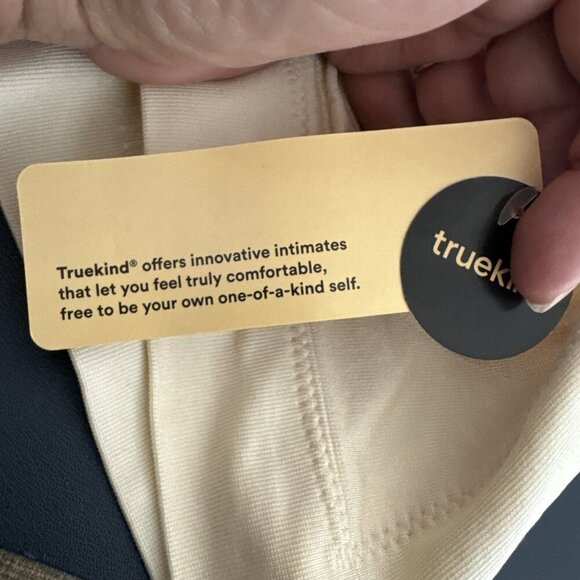 Truekind® offers innovative intimates
that let you feel truly comfortable,
free to be your own one-of-a-kind self.